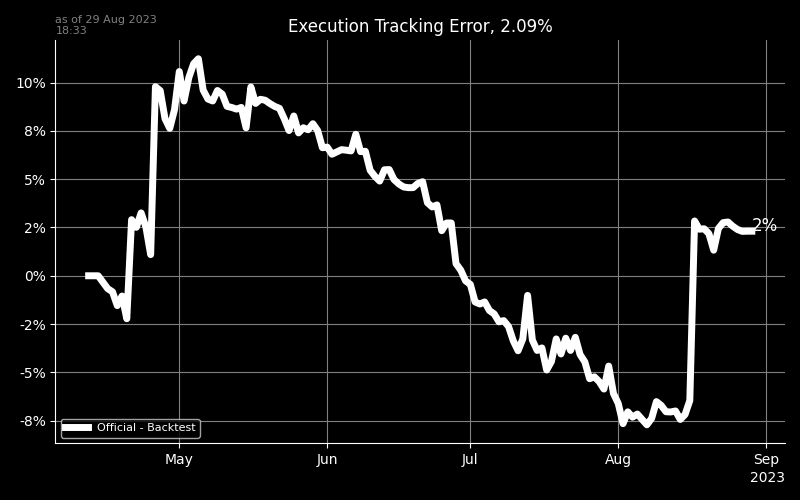 as of 29 Aug 2023
18:33
Execution Tracking Error, 2.09%
10%
8%
5%
2%
0%
-2%
-5%
-8%
2%
Official - Backtest
May Jun Jul Aug Sep
2023